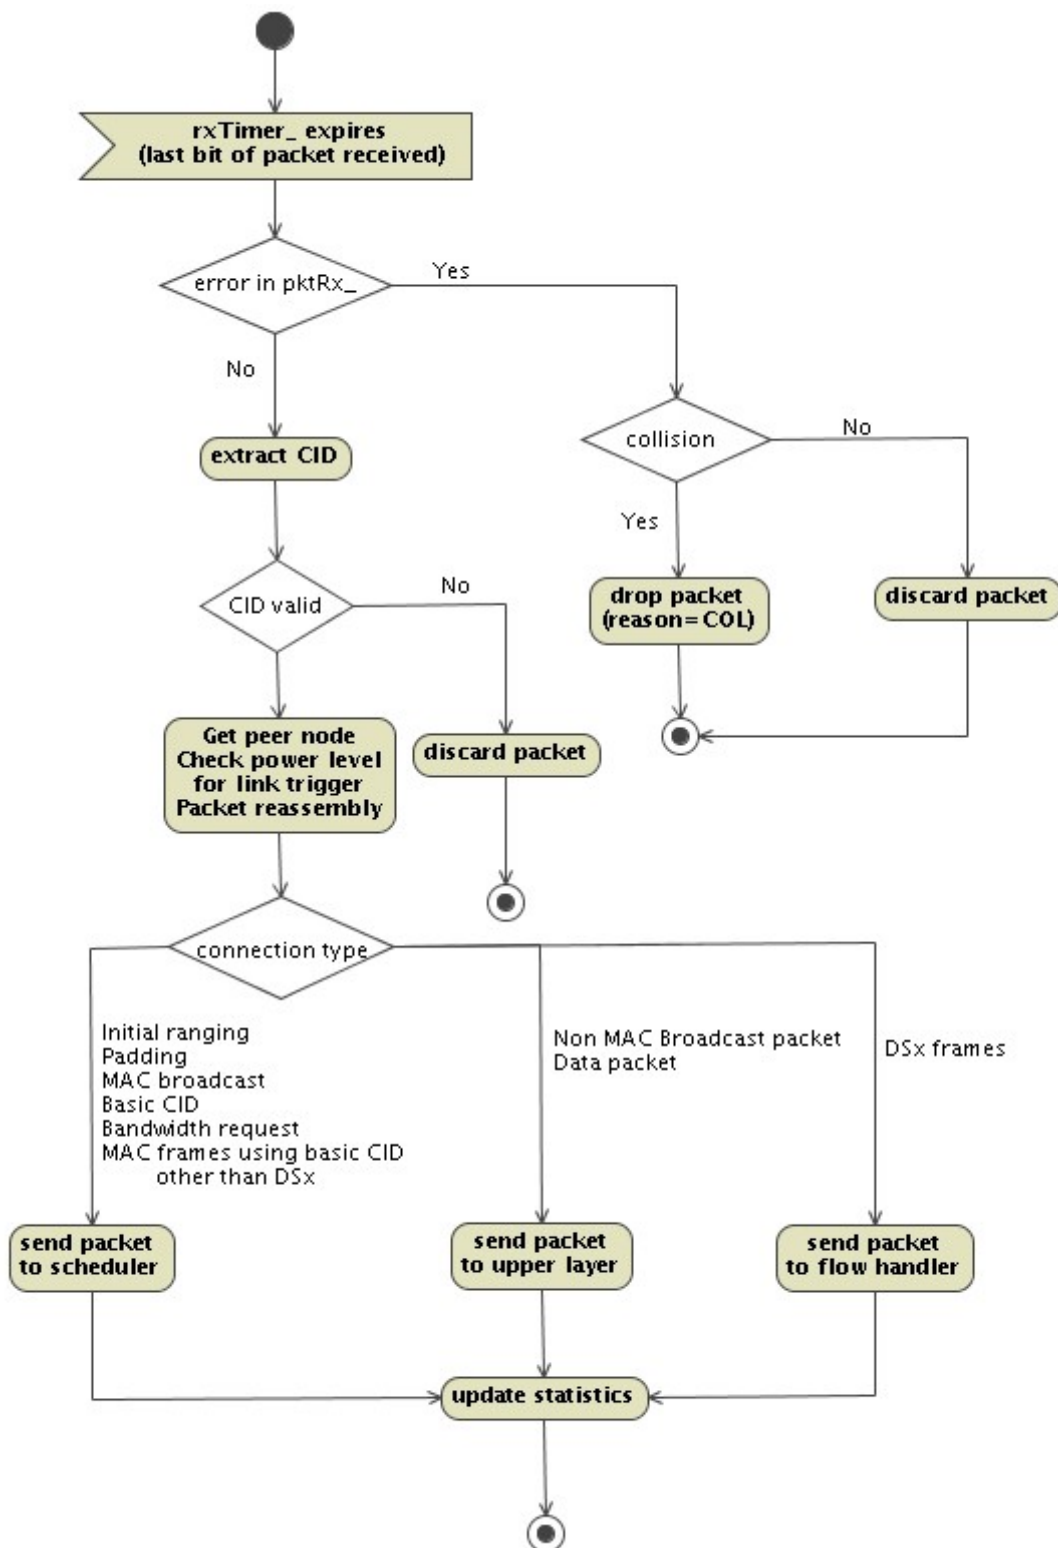 rxTimer_ expires
(last bit of packet received)
error in pktRx_
Yes
No
extract CID
collision
No
Yes
CID valid
No
drop packet
(reason=COL)
discard packet
Get peer node
Check power level
for link trigger
Packet reassembly
discard packet
connection type
Initial ranging
Padding
MAC broadcast
Basic CID
Bandwidth request
MAC frames using basic CID
other than DSx
Non MAC Broadcast packet
Data packet
DSx frames
send packet
to scheduler
send packet
to upper layer
send packet
to flow handler
update statistics